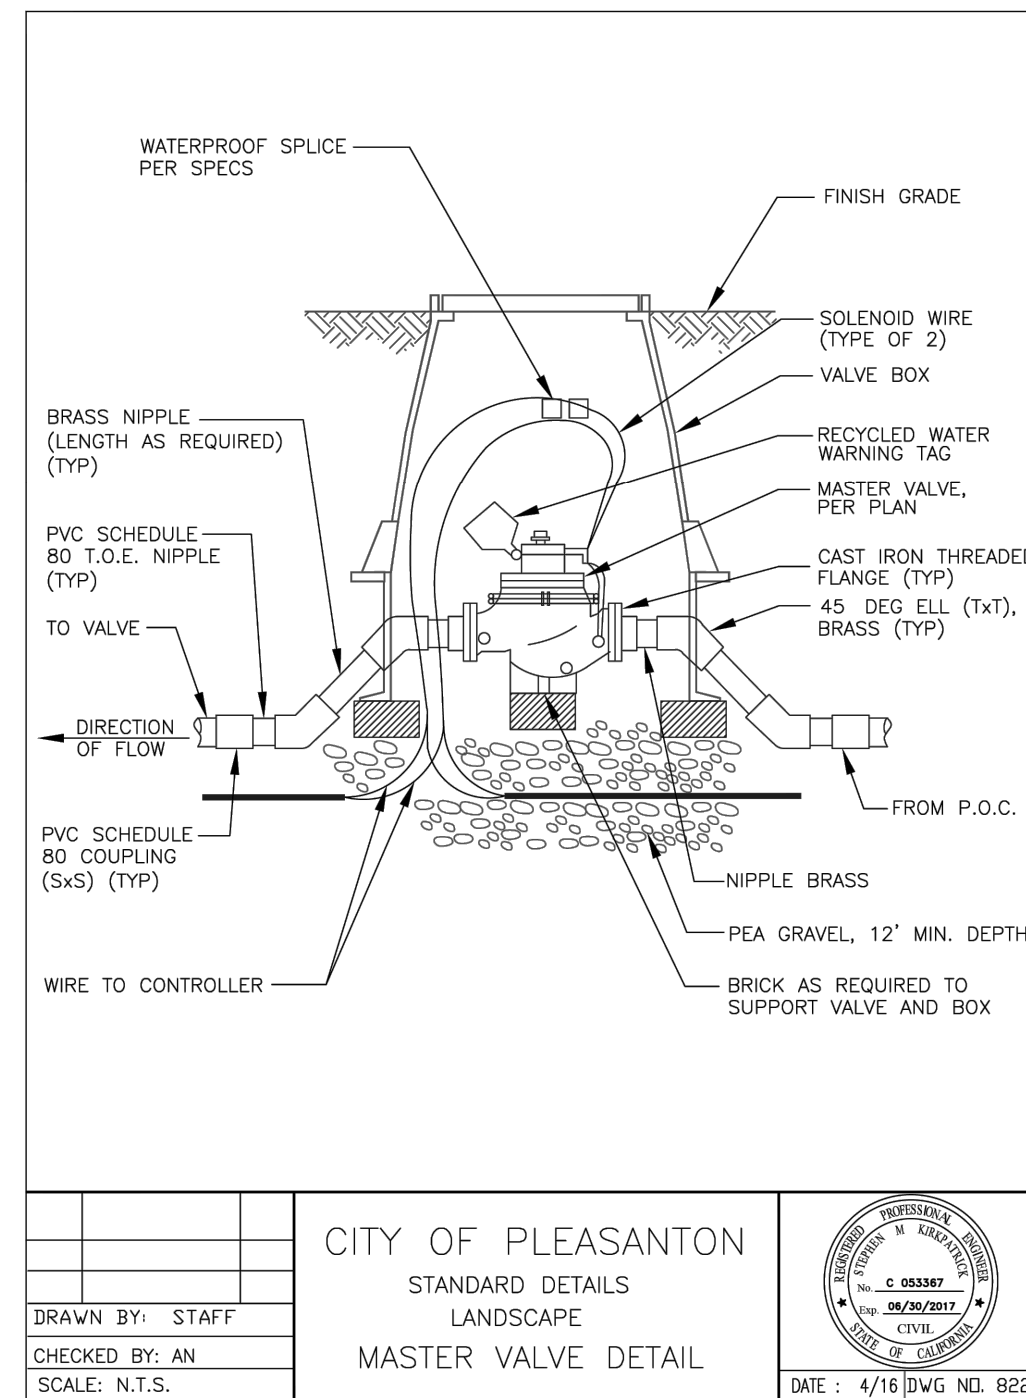 WATERPROOF SPLICE
PER SPECS
FINISH GRADE
SOLENOID WIRE
(TYPE OF 2)
VALVE BOX
BRASS NIPPLE
(LENGTH AS REQUIRED)
(TYP)
RECYCLED WATER
WARNING TAG
MASTER VALVE,
PER PLAN
PVC SCHEDULE
80 T.O.E. NIPPLE
(TYP)
CAST IRON THREADED
FLANGE (TYP)
45 DEG ELL (TxT),
BRASS (TYP)
TO VALVE
DIRECTION
OF FLOW
FROM P.O.C.
PVC SCHEDULE
80 COUPLING
(SxS) (TYP)
NIPPLE BRASS
PEA GRAVEL, 12' MIN. DEPTH
WIRE TO CONTROLLER
BRICK AS REQUIRED TO
SUPPORT VALVE AND BOX
DRAWN BY: STAFF
CHECKED BY: AN
SCALE: N.T.S.
CITY OF PLEASANTON
STANDARD DETAILS
LANDSCAPE
MASTER VALVE DETAIL
REGISTERED PROFESSIONAL ENGINEER
STEPHEN M KIRKPATRICK
No. C 053367
Exp. 06/30/2017
CIVIL
STATE OF CALIFORNIA
DATE : 4/16 DWG NO. 822